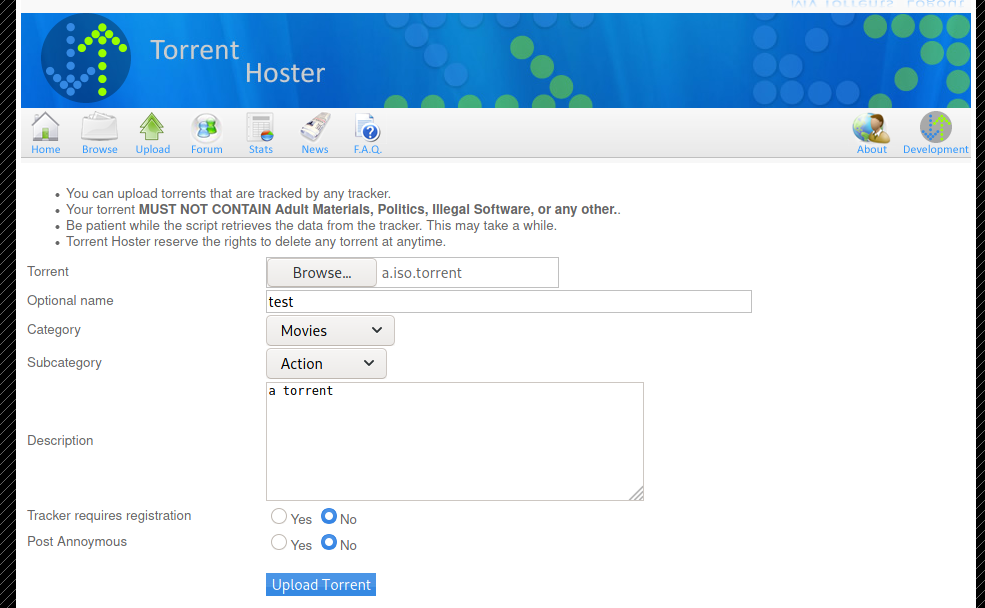 My Torrents Logout
Torrent
Hoster
Home Browse Upload Forum Stats News F.A.Q. About Development
You can upload torrents that are tracked by any tracker.
Your torrent MUST NOT CONTAIN Adult Materials, Politics, Illegal Software, or any other..
Be patient while the script retrieves the data from the tracker. This may take a while.
Torrent Hoster reserve the rights to delete any torrent at anytime.
Torrent Browse... a.iso.torrent
Optional name test
Category Movies
Subcategory Action
a torrent
Description
Tracker requires registration Yes No
Post Annoymous Yes No
Upload Torrent